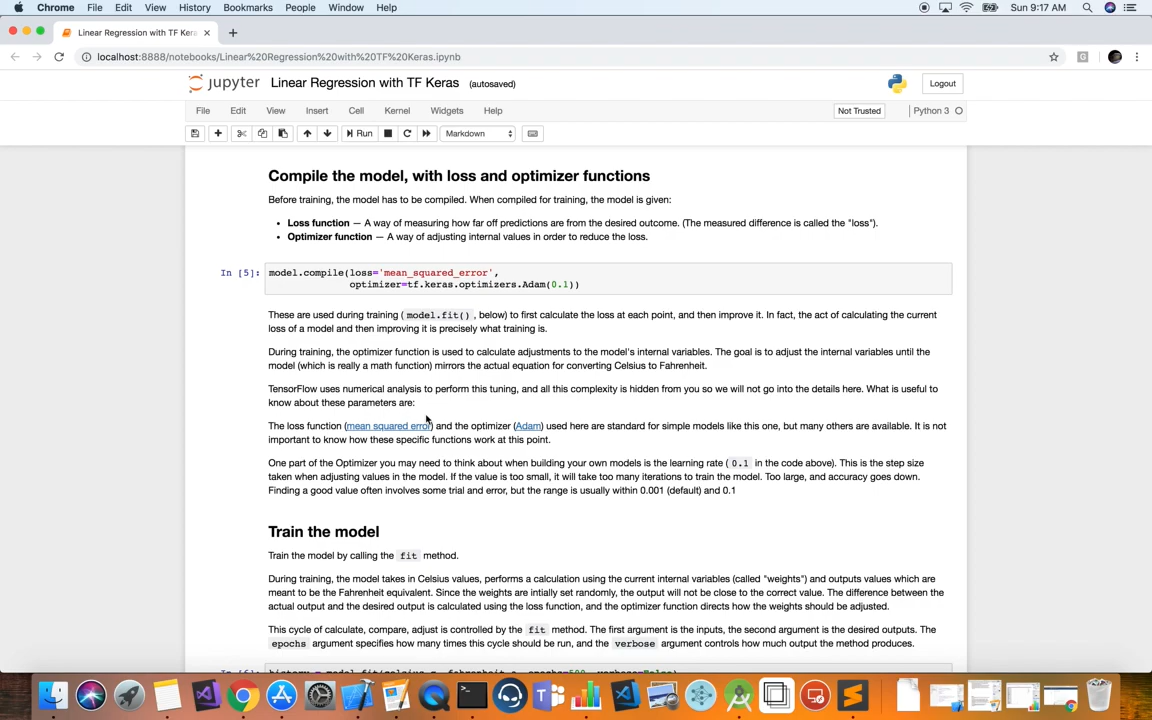 Chrome File Edit View History Bookmarks People Window Help Sun 9:17 AM
Linear Regression with TF Kera
localhost:8888/notebooks/Linear%20Regression%20with%20TF%20Keras.ipynb
jupyter Linear Regression with TF Keras (autosaved) Logout
File Edit View Insert Cell Kernel Widgets Help Not Trusted Python 3
Run Markdown
Compile the model, with loss and optimizer functions
Before training, the model has to be compiled. When compiled for training, the model is given:
• Loss function — A way of measuring how far off predictions are from the desired outcome. (The measured difference is called the "loss").
• Optimizer function — A way of adjusting internal values in order to reduce the loss.
In [5]: model.compile(loss='mean_squared_error',
optimizer=tf.keras.optimizers.Adam(0.1))
These are used during training ( model.fit() , below) to first calculate the loss at each point, and then improve it. In fact, the act of calculating the current
loss of a model and then improving it is precisely what training is.
During training, the optimizer function is used to calculate adjustments to the model's internal variables. The goal is to adjust the internal variables until the
model (which is really a math function) mirrors the actual equation for converting Celsius to Fahrenheit.
TensorFlow uses numerical analysis to perform this tuning, and all this complexity is hidden from you so we will not go into the details here. What is useful to
know about these parameters are:
The loss function (mean squared error) and the optimizer (Adam) used here are standard for simple models like this one, but many others are available. It is not
important to know how these specific functions work at this point.
One part of the Optimizer you may need to think about when building your own models is the learning rate ( 0.1 in the code above). This is the step size
taken when adjusting values in the model. If the value is too small, it will take too many iterations to train the model. Too large, and accuracy goes down.
Finding a good value often involves some trial and error, but the range is usually within 0.001 (default) and 0.1
Train the model
Train the model by calling the fit method.
During training, the model takes in Celsius values, performs a calculation using the current internal variables (called "weights") and outputs values which are
meant to be the Fahrenheit equivalent. Since the weights are intially set randomly, the output will not be close to the correct value. The difference between the
actual output and the desired output is calculated using the loss function, and the optimizer function directs how the weights should be adjusted.
This cycle of calculate, compare, adjust is controlled by the fit method. The first argument is the inputs, the second argument is the desired outputs. The
epochs argument specifies how many times this cycle should be run, and the verbose argument controls how much output the method produces.